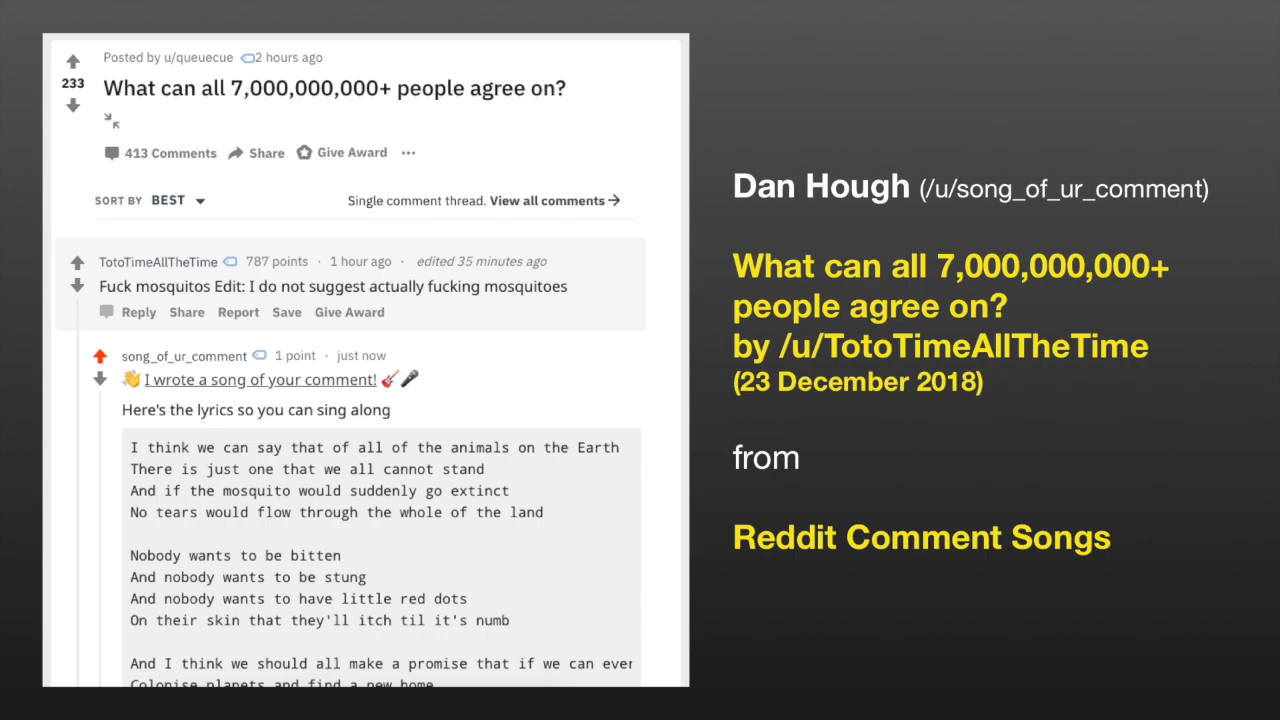 Posted by u/queuecue 2 hours ago
233
What can all 7,000,000,000+ people agree on?
413 Comments Share Give Award ...
SORT BY BEST
Single comment thread. View all comments →
TotoTimeAllTheTime 787 points · 1 hour ago · edited 35 minutes ago
Fuck mosquitos Edit: I do not suggest actually fucking mosquitoes
Reply Share Report Save Give Award
song_of_ur_comment 1 point · just now
👋 I wrote a song of your comment! 🎸🎤
Here's the lyrics so you can sing along
I think we can say that of all of the animals on the Earth
There is just one that we all cannot stand
And if the mosquito would suddenly go extinct
No tears would flow through the whole of the land
Nobody wants to be bitten
And nobody wants to be stung
And nobody wants to have little red dots
On their skin that they'll itch til it's numb
And I think we should all make a promise that if we can ever
Colonise planets and find a new home
Dan Hough (/u/song_of_ur_comment)
What can all 7,000,000,000+
people agree on?
by /u/TotoTimeAllTheTime
(23 December 2018)
from
Reddit Comment Songs